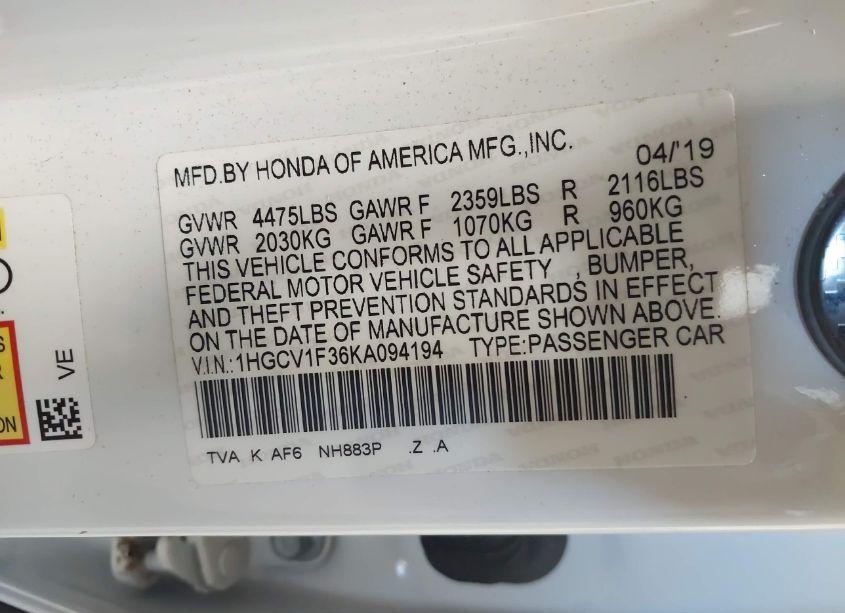 MFD.BY HONDA OF AMERICA MFG.,INC. 04/'19
GVWR 4475LBS GAWR F 2359LBS R 2116LBS
GVWR 2030KG GAWR F 1070KG R 960KG
THIS VEHICLE CONFORMS TO ALL APPLICABLE
FEDERAL MOTOR VEHICLE SAFETY , BUMPER,
AND THEFT PREVENTION STANDARDS IN EFFECT
ON THE DATE OF MANUFACTURE SHOWN ABOVE.
V.I.N.:1HGCV1F36KA094194 TYPE:PASSENGER CAR
TVA K AF6 NH883P .Z .A
VE